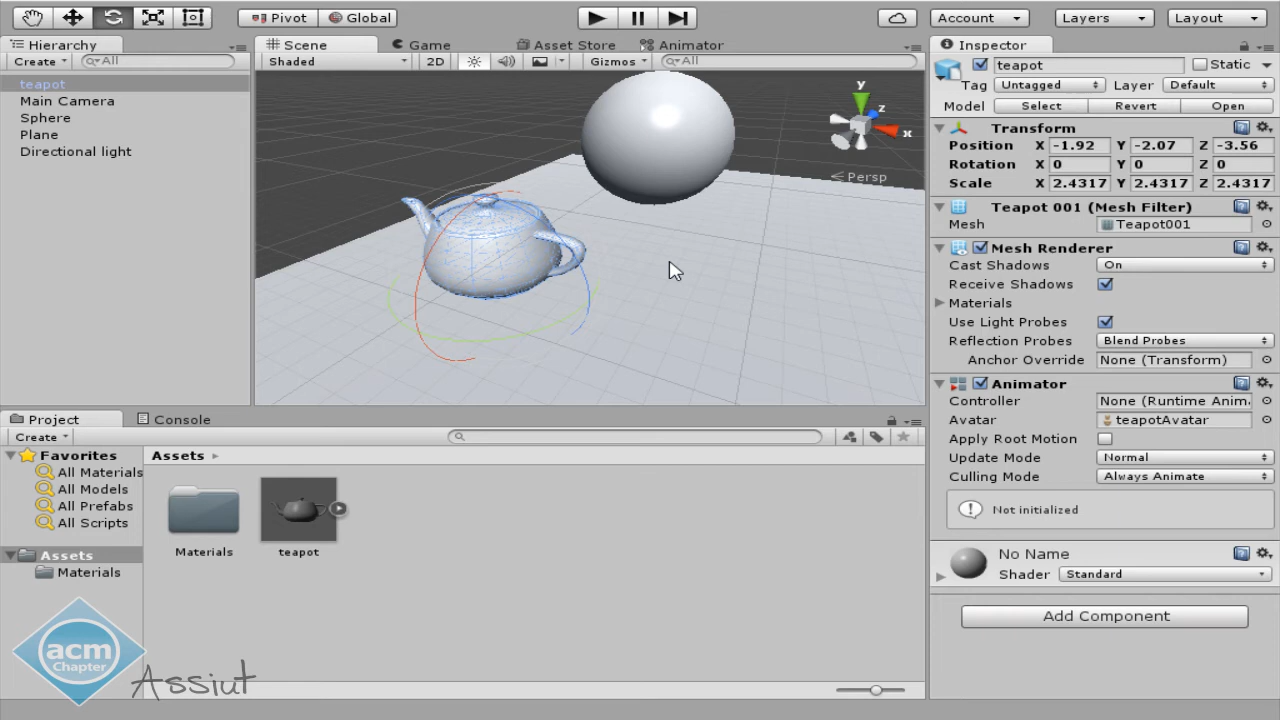 Pivot Global Account Layers Layout
Hierarchy Scene Game Asset Store Animator Inspector
Create All Shaded 2D Gizmos All teapot Static
teapot
Main Camera
Sphere
Plane
Directional light
y
z
x
Persp
Tag Untagged Layer Default
Model Select Revert Open
Transform
Position X -1.92 Y -2.07 Z -3.56
Rotation X 0 Y 0 Z 0
Scale X 2.4317 Y 2.4317 Z 2.4317
Teapot 001 (Mesh Filter)
Mesh Teapot001
Mesh Renderer
Cast Shadows On
Receive Shadows
Materials
Use Light Probes
Reflection Probes Blend Probes
Anchor Override None (Transform)
Animator
Controller None (Runtime Anim.
Avatar teapotAvatar
Apply Root Motion
Update Mode Normal
Culling Mode Always Animate
Not initialized
No Name
Shader Standard
Add Component
Project Console
Create
Favorites
All Materials
All Models
All Prefabs
All Scripts
Assets
Materials
Assets
Materials teapot
acm
Chapter
Assiut